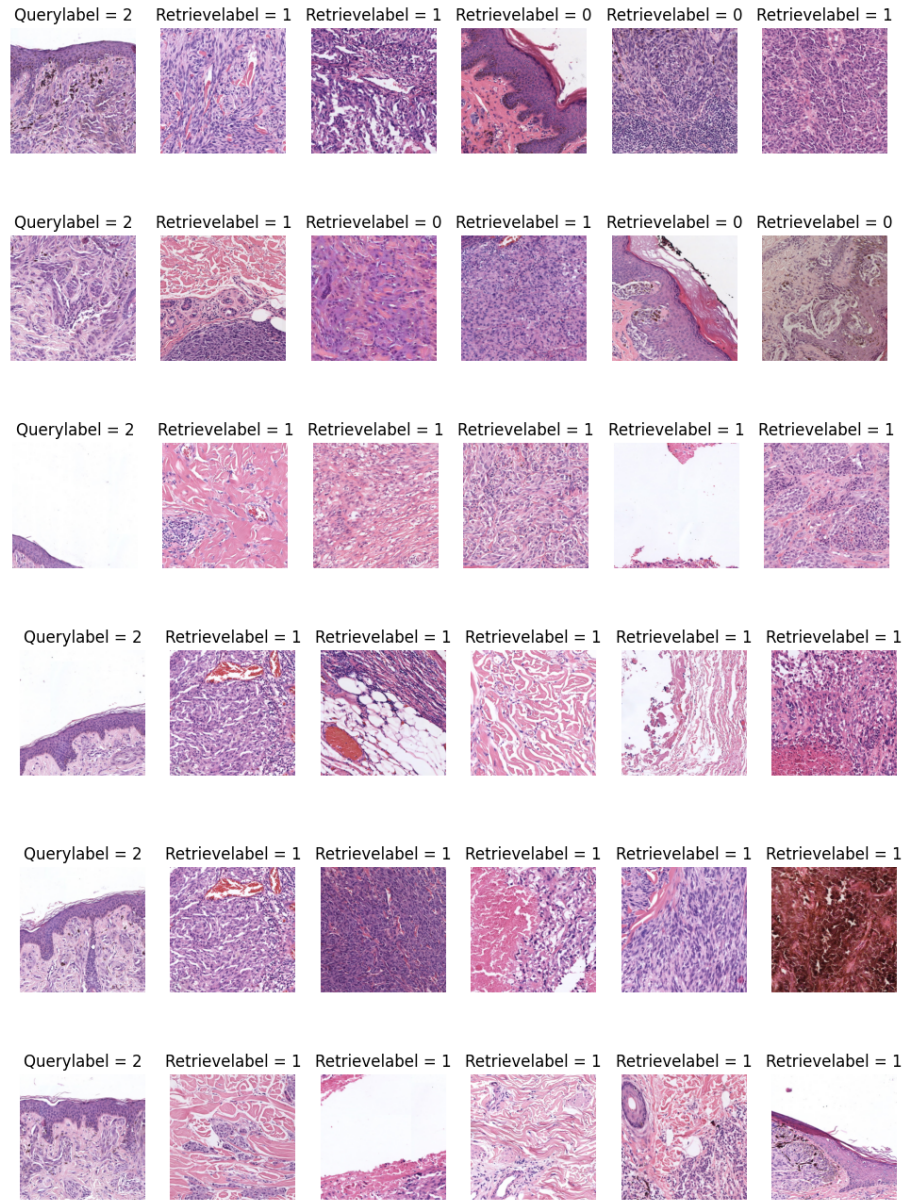 Querylabel = 2 Retrievelabel = 1 Retrievelabel = 1 Retrievelabel = 0 Retrievelabel = 0 Retrievelabel = 1
Querylabel = 2 Retrievelabel = 1 Retrievelabel = 0 Retrievelabel = 1 Retrievelabel = 0 Retrievelabel = 0
Querylabel = 2 Retrievelabel = 1 Retrievelabel = 1 Retrievelabel = 1 Retrievelabel = 1 Retrievelabel = 1
Querylabel = 2 Retrievelabel = 1 Retrievelabel = 1 Retrievelabel = 1 Retrievelabel = 1 Retrievelabel = 1
Querylabel = 2 Retrievelabel = 1 Retrievelabel = 1 Retrievelabel = 1 Retrievelabel = 1 Retrievelabel = 1
Querylabel = 2 Retrievelabel = 1 Retrievelabel = 1 Retrievelabel = 1 Retrievelabel = 1 Retrievelabel = 1